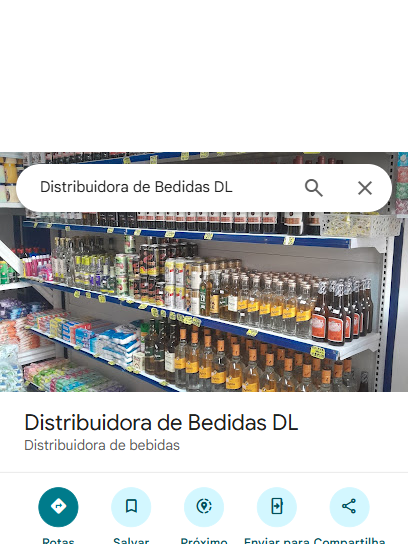 Distribuidora de Bedidas DL
Distribuidora de Bedidas DL
Distribuidora de bebidas
Rotas
Salvar
Próximo
Enviar para
Compartilha